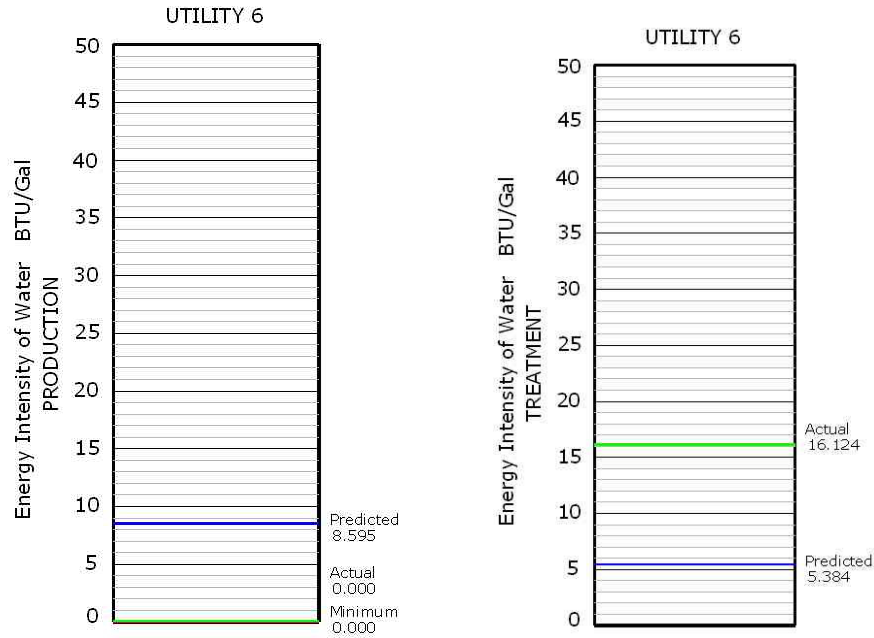 UTILITY 6
50
45
40
35
30
25
20
15
10
5
0
Energy Intensity of Water BTU/Gal
PRODUCTION
Predicted
8.595
Actual
0.000
Minimum
0.000
UTILITY 6
50
45
40
35
30
25
20
15
10
5
0
Energy Intensity of Water BTU/Gal
TREATMENT
Actual
16.124
Predicted
5.384